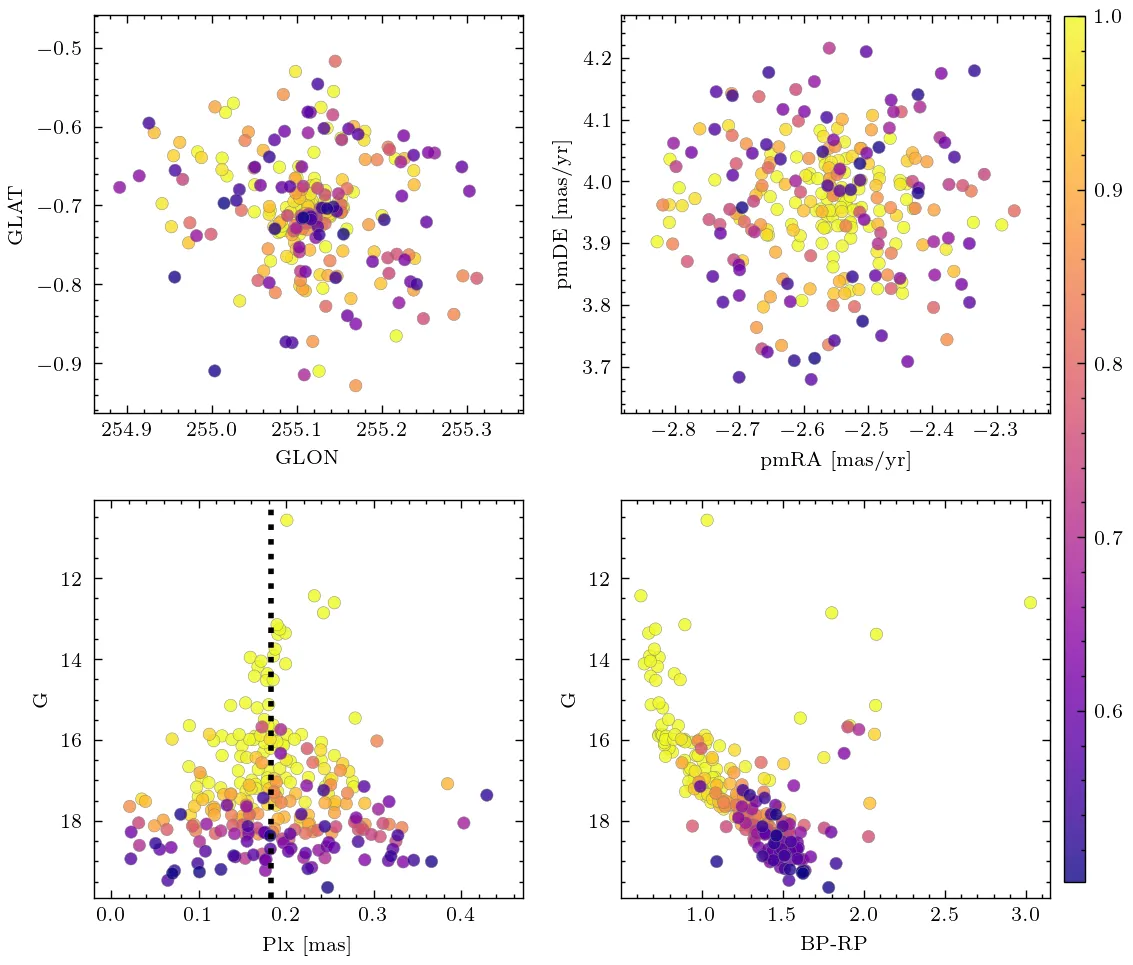 −0.5
−0.6
−0.7
−0.8
−0.9
GLAT
254.9 255.0 255.1 255.2 255.3
GLON
4.2
4.1
4.0
3.9
3.8
3.7
pmDE [mas/yr]
−2.8 −2.7 −2.6 −2.5 −2.4 −2.3
pmRA [mas/yr]
1.0
0.9
0.8
0.7
0.6
12
14
16
18
G
0.0 0.1 0.2 0.3 0.4
Plx [mas]
12
14
16
18
G
1.0 1.5 2.0 2.5 3.0
BP-RP